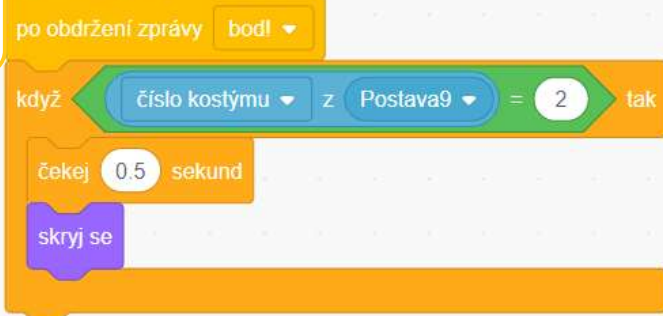 po obdržení zprávy bod!
když číslo kostýmu z Postava9 = 2 tak
čekej 0.5 sekund
skryj se